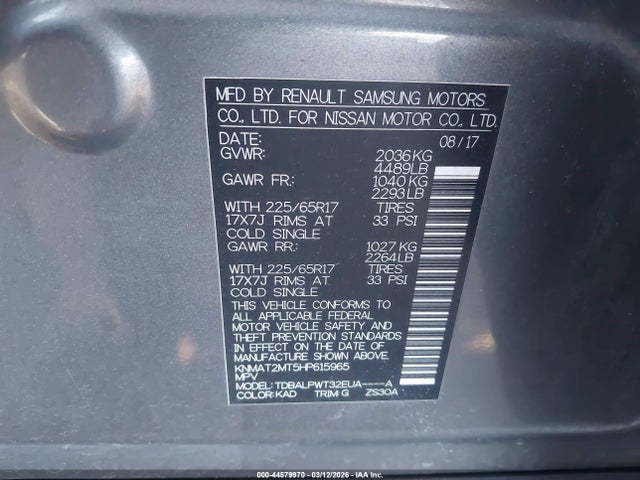 MFD BY RENAULT SAMSUNG MOTORS
CO., LTD. FOR NISSAN MOTOR CO., LTD.
DATE: 08/17
GVWR: 2036KG
4489LB
GAWR FR: 1040KG
2293LB
WITH 225/65R17 TIRES
17X7J RIMS AT 33 PSI
COLD SINGLE
GAWR RR: 1027KG
2264LB
WITH 225/65R17 TIRES
17X7J RIMS AT 33 PSI
COLD SINGLE
THIS VEHICLE CONFORMS TO
ALL APPLICABLE FEDERAL
MOTOR VEHICLE SAFETY AND
THEFT PREVENTION STANDARDS
IN EFFECT ON THE DATE OF
MANUFACTURE SHOWN ABOVE.
KNMAT2MT5HP615965
MPV
MODEL: TDBALPWT32EUA-----A
COLOR: KAD TRIM: G ZS30A
000-44579970 - 03/12/2026 - IAA Inc.